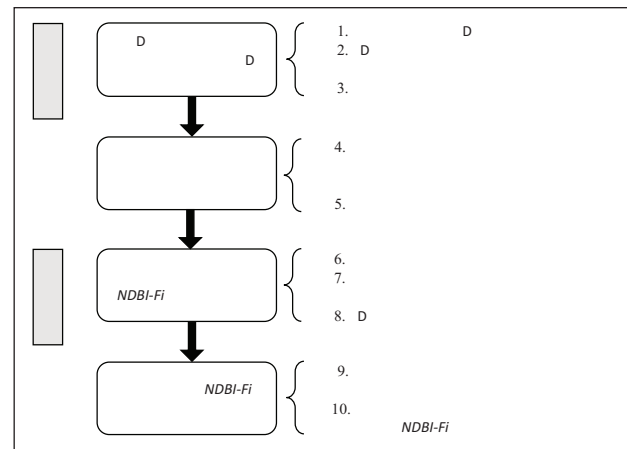 D
D
NDBI-Fi
NDBI-Fi
1. D
2. D
3.
4.
5.
6.
7.
8. D
9.
10.
NDBI-Fi